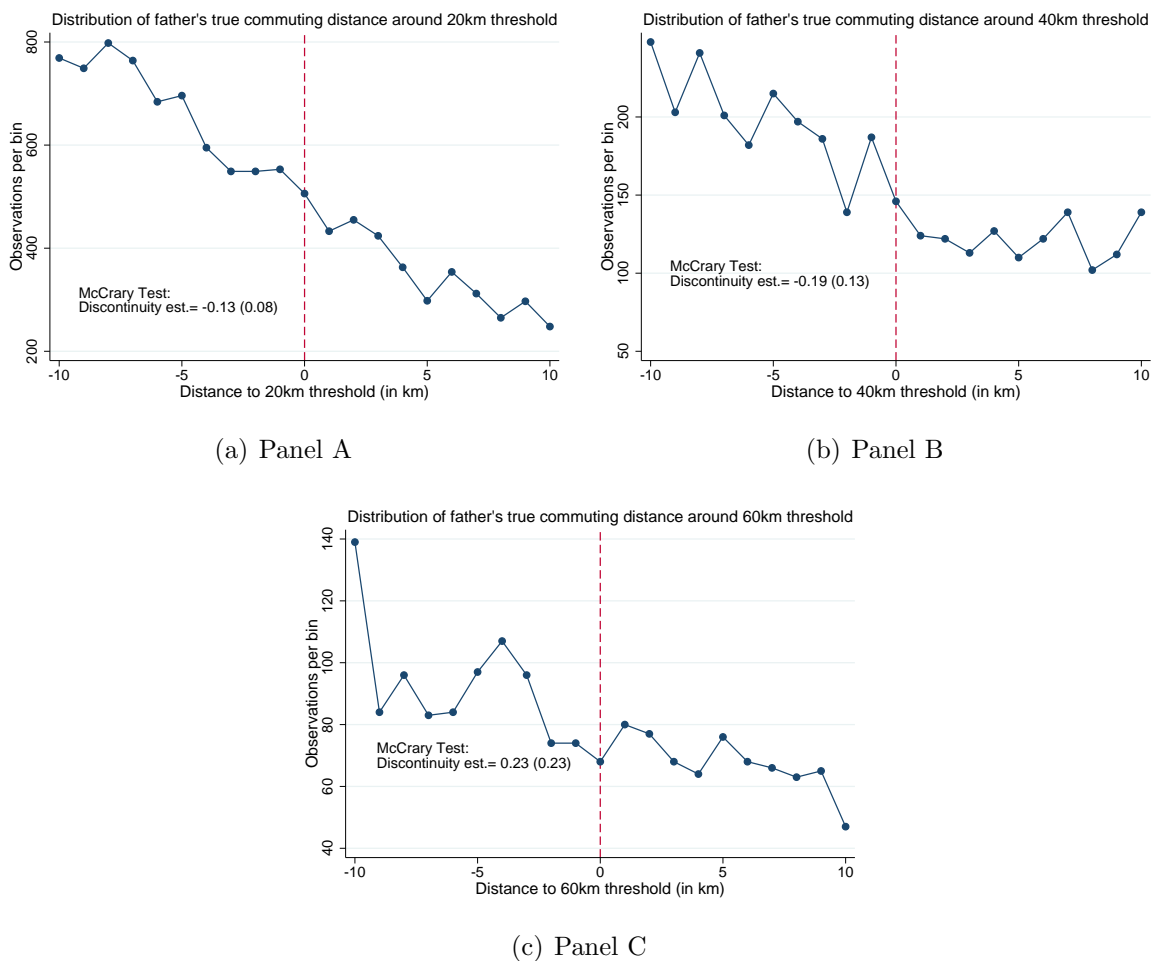 Distribution of father's true commuting distance around 20km threshold
Observations per bin
800
600
400
200
McCrary Test:
Discontinuity est.= -0.13 (0.08)
-10 -5 0 5 10
Distance to 20km threshold (in km)
(a) Panel A
Distribution of father's true commuting distance around 40km threshold
Observations per bin
200
150
100
50
McCrary Test:
Discontinuity est.= -0.19 (0.13)
-10 -5 0 5 10
Distance to 40km threshold (in km)
(b) Panel B
Distribution of father's true commuting distance around 60km threshold
Observations per bin
140
120
100
80
60
40
McCrary Test:
Discontinuity est.= 0.23 (0.23)
-10 -5 0 5 10
Distance to 60km threshold (in km)
(c) Panel C